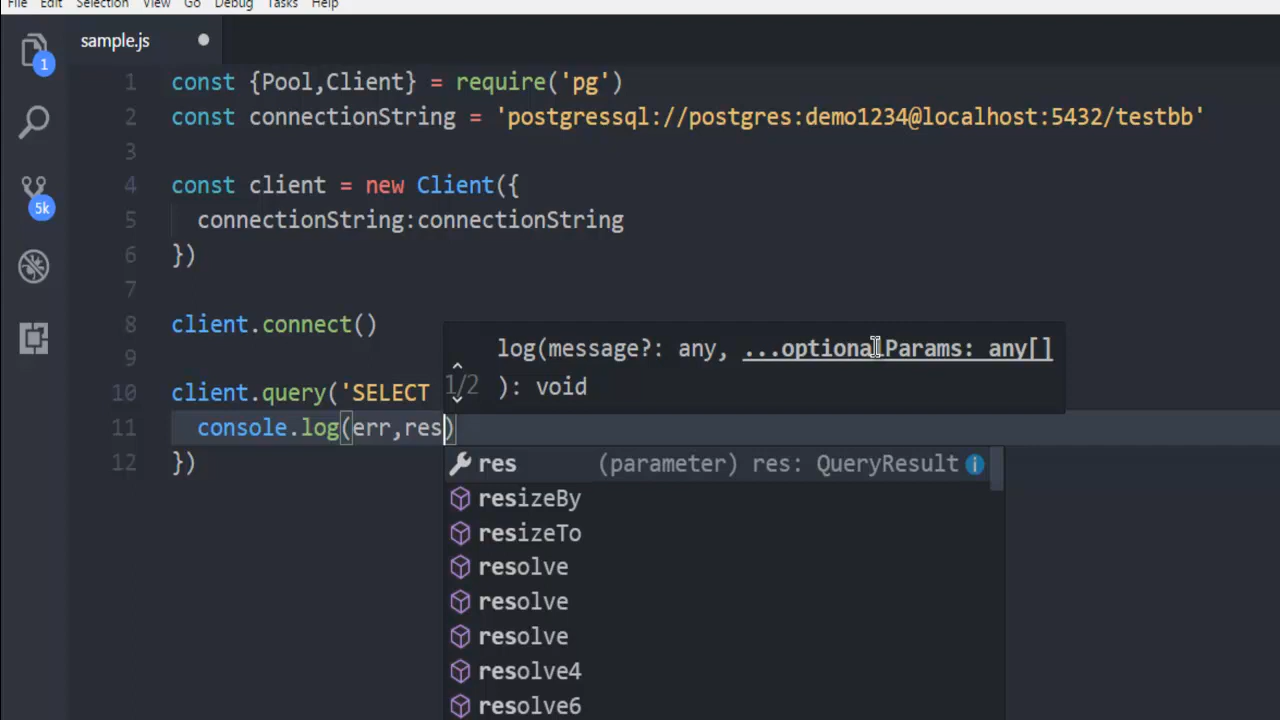 File Edit Selection View Go Debug Tasks Help
sample.js
1
5k
1 const {Pool,Client} = require('pg')
2 const connectionString = 'postgressql://postgres:demo1234@localhost:5432/testbb'
3
4 const client = new Client({
5 connectionString:connectionString
6 })
7
8 client.connect()
9
log(message?: any, ...optionalParams: any[]
1/2 ): void
10 client.query('SELECT
11 console.log(err,res)
12 })
res (parameter) res: QueryResult
resizeBy
resizeTo
resolve
resolve
resolve
resolve4
resolve6